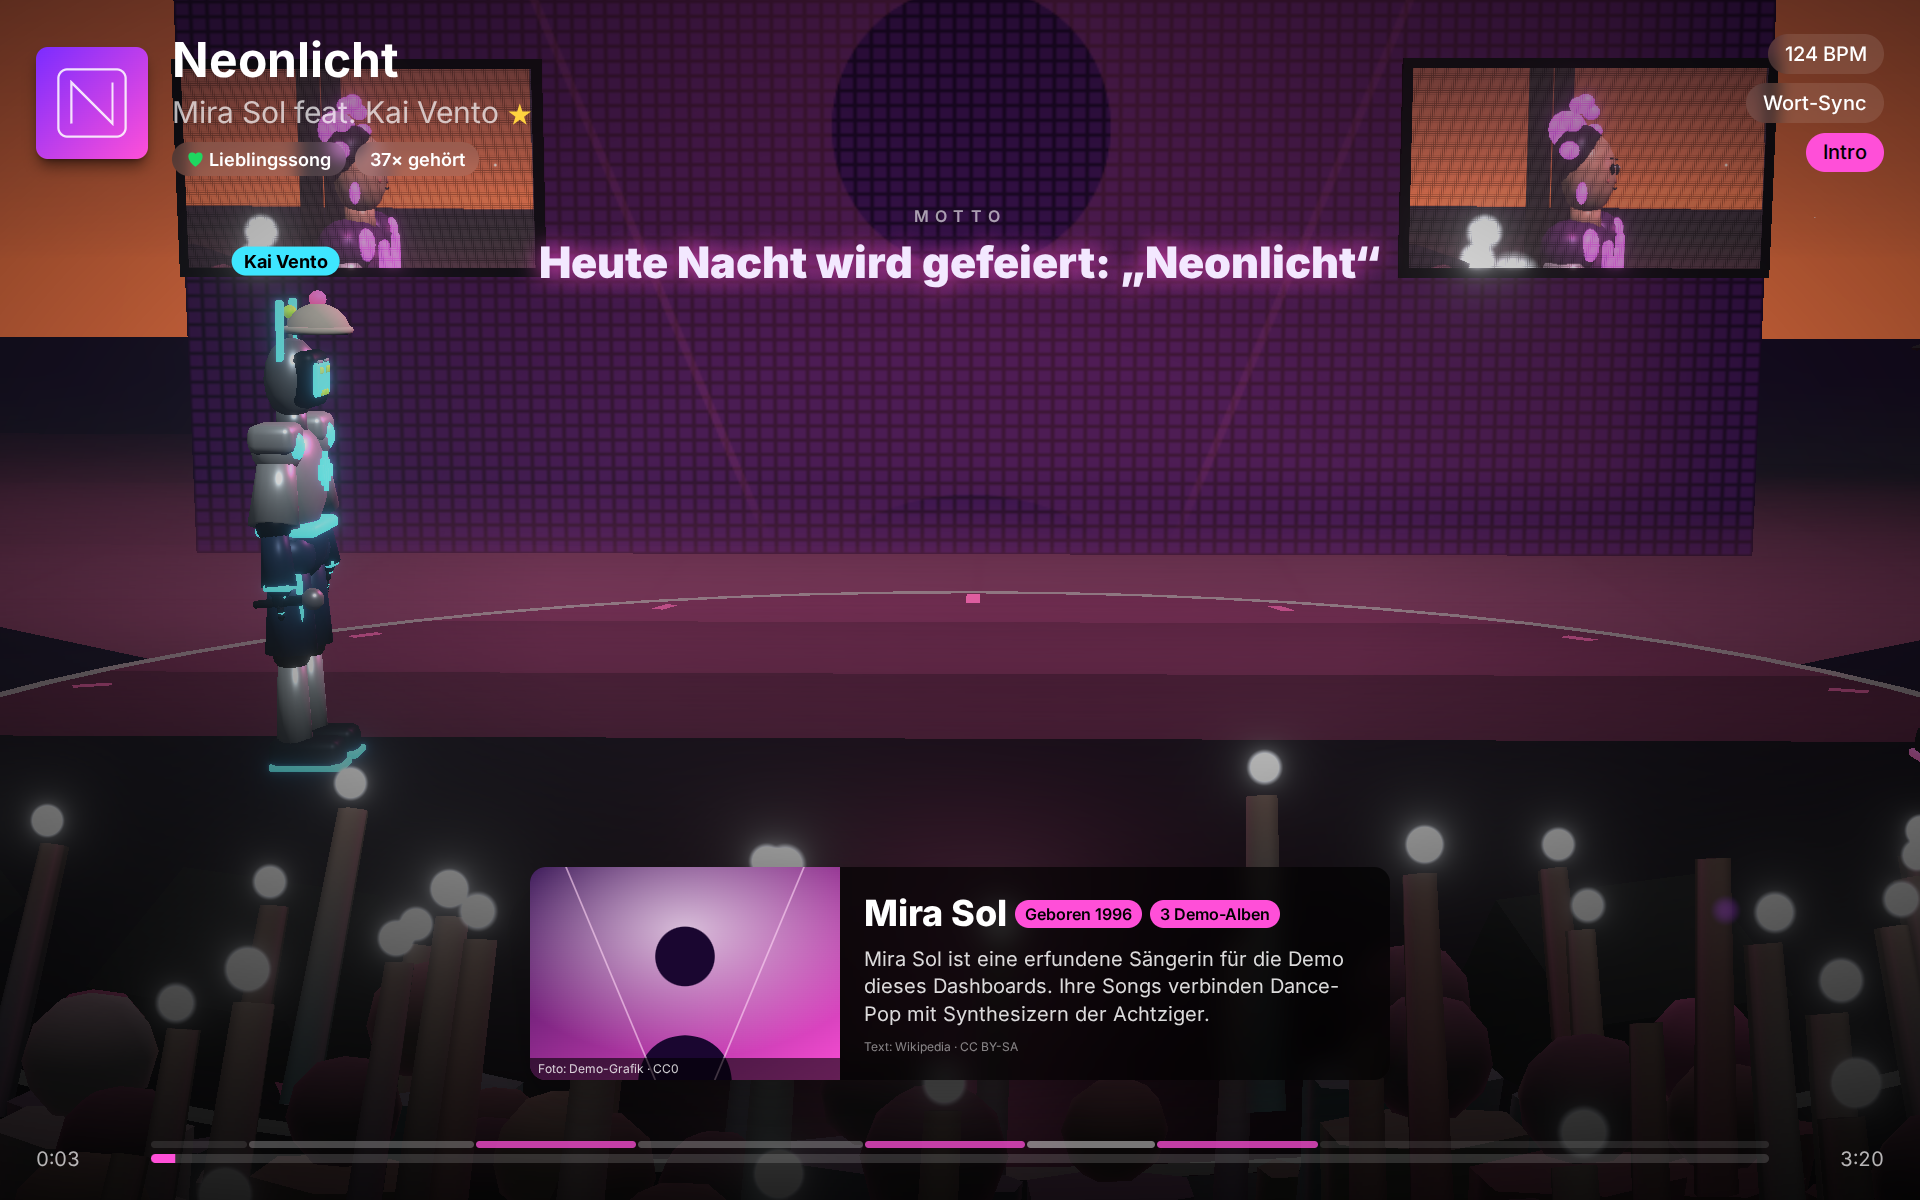 N
Neonlicht
Mira Sol feat. Kai Vento
Lieblingssong
37× gehört
124 BPM
Wort-Sync
Intro
MOTTO
Heute Nacht wird gefeiert: „Neonlicht“
Kai Vento
Mira Sol
Geboren 1996
3 Demo-Alben
Mira Sol ist eine erfundene Sängerin für die Demo
dieses Dashboards. Ihre Songs verbinden Dance-
Pop mit Synthesizern der Achtziger.
Text: Wikipedia · CC BY-SA
Foto: Demo-Grafik · CC0
0:03
3:20